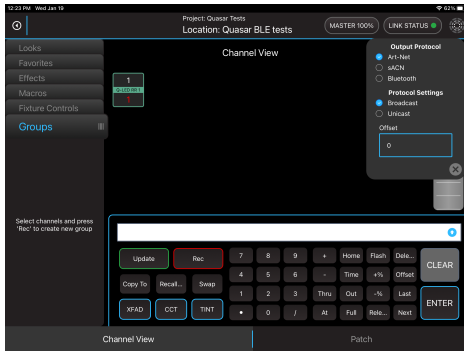 12:23 PM Wed Jan 19
62%
Project: Quasar Tests
Location: Quasar BLE tests
MASTER 100%
LINK STATUS
Looks
Favorites
Effects
Macros
Fixture Controls
Groups
Select channels and press
'Rec' to create new group
Channel View
1
1
Output Protocol
Art-Net
sACN
Bluetooth
Protocol Settings
Broadcast
Unicast
Offset
0
Update Rec 7 8 9 + Home Flash Dele...
CLEAR
4 5 6 - Time +% Offset
Copy To Recall... Swap
1 2 3 Thru Out -% Last
ENTER
XFAD CCT TINT • 0 / At Full Rele... Next
Channel View Patch